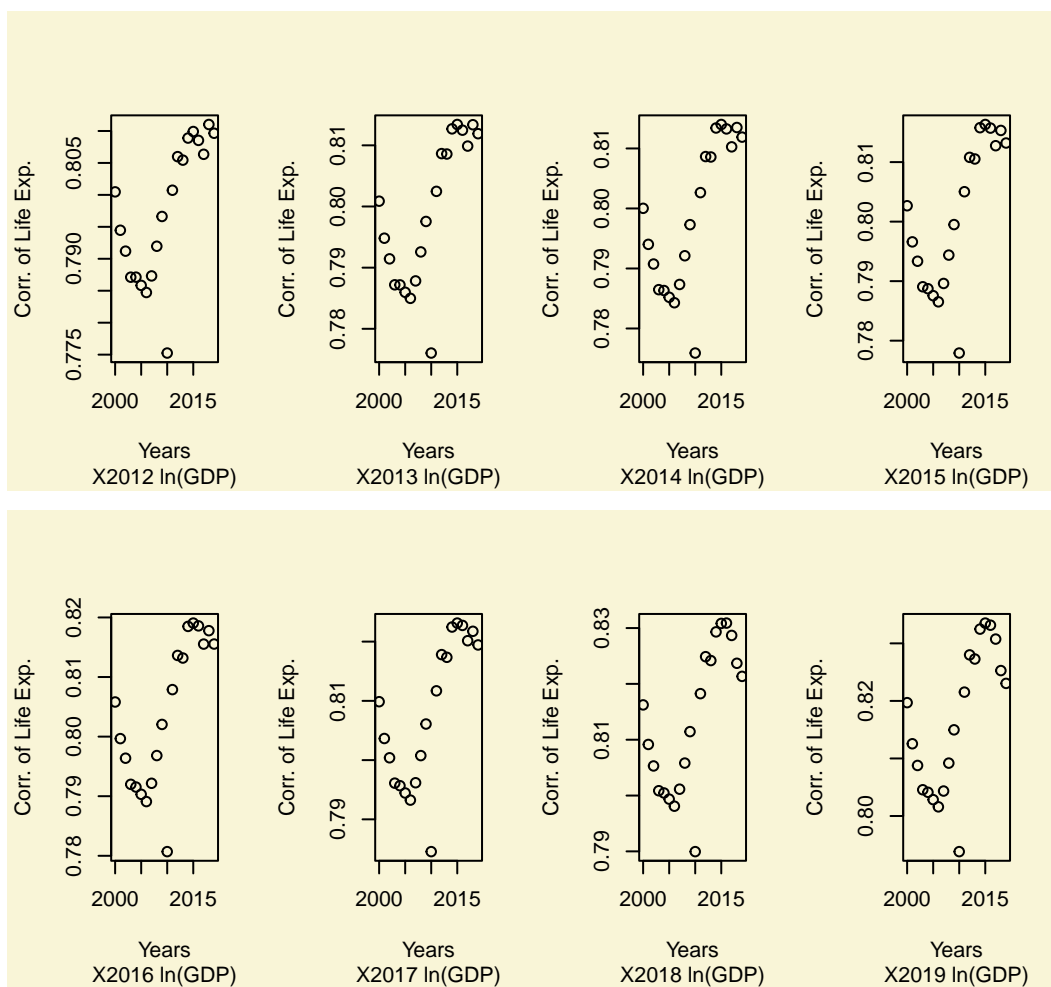 Corr. of Life Exp.
0.775 0.790 0.805
2000 2015
Years
X2012 ln(GDP)
Corr. of Life Exp.
0.78 0.79 0.80 0.81
2000 2015
Years
X2013 ln(GDP)
Corr. of Life Exp.
0.78 0.79 0.80 0.81
2000 2015
Years
X2014 ln(GDP)
Corr. of Life Exp.
0.78 0.79 0.80 0.81
2000 2015
Years
X2015 ln(GDP)
Corr. of Life Exp.
0.78 0.79 0.80 0.81 0.82
2000 2015
Years
X2016 ln(GDP)
Corr. of Life Exp.
0.79 0.81
2000 2015
Years
X2017 ln(GDP)
Corr. of Life Exp.
0.79 0.81 0.83
2000 2015
Years
X2018 ln(GDP)
Corr. of Life Exp.
0.80 0.82
2000 2015
Years
X2019 ln(GDP)